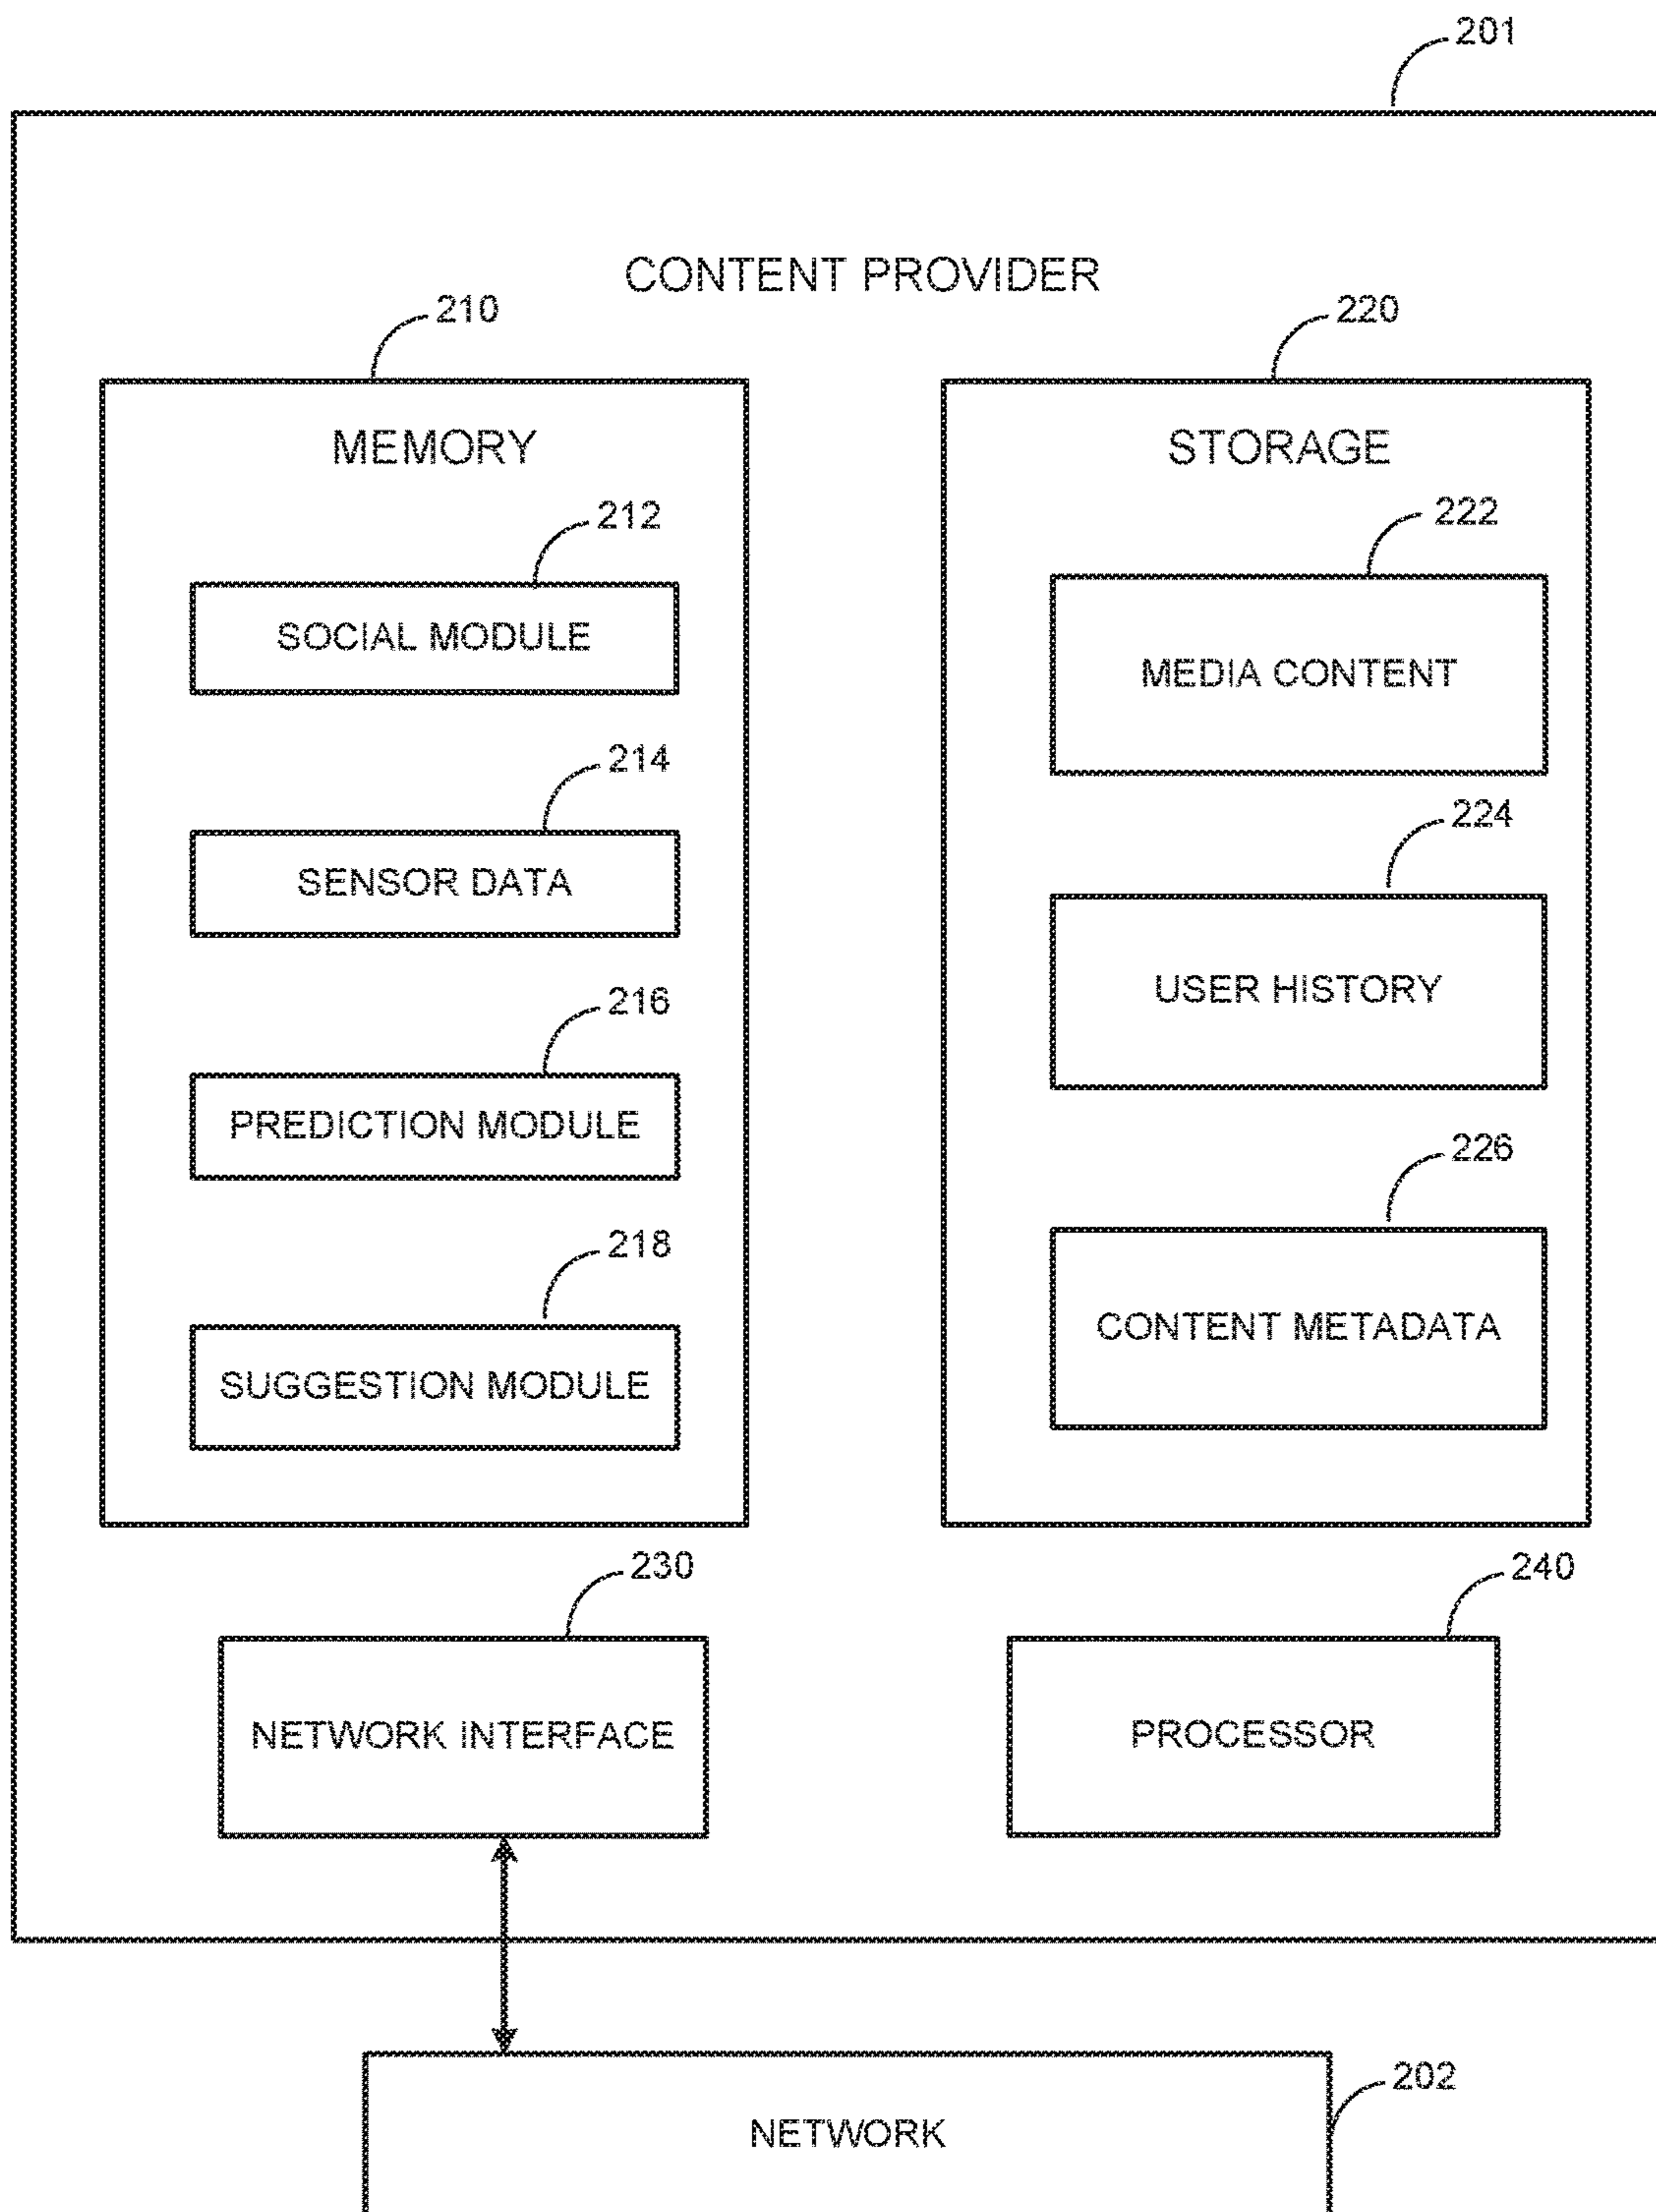 201
CONTENT PROVIDER
210
220
MEMORY
STORAGE
212
222
SOCIAL MODULE
MEDIA CONTENT
214
224
SENSOR DATA
USER HISTORY
216
226
PREDICTION MODULE
CONTENT METADATA
218
SUGGESTION MODULE
230
240
NETWORK INTERFACE
PROCESSOR
202
NETWORK